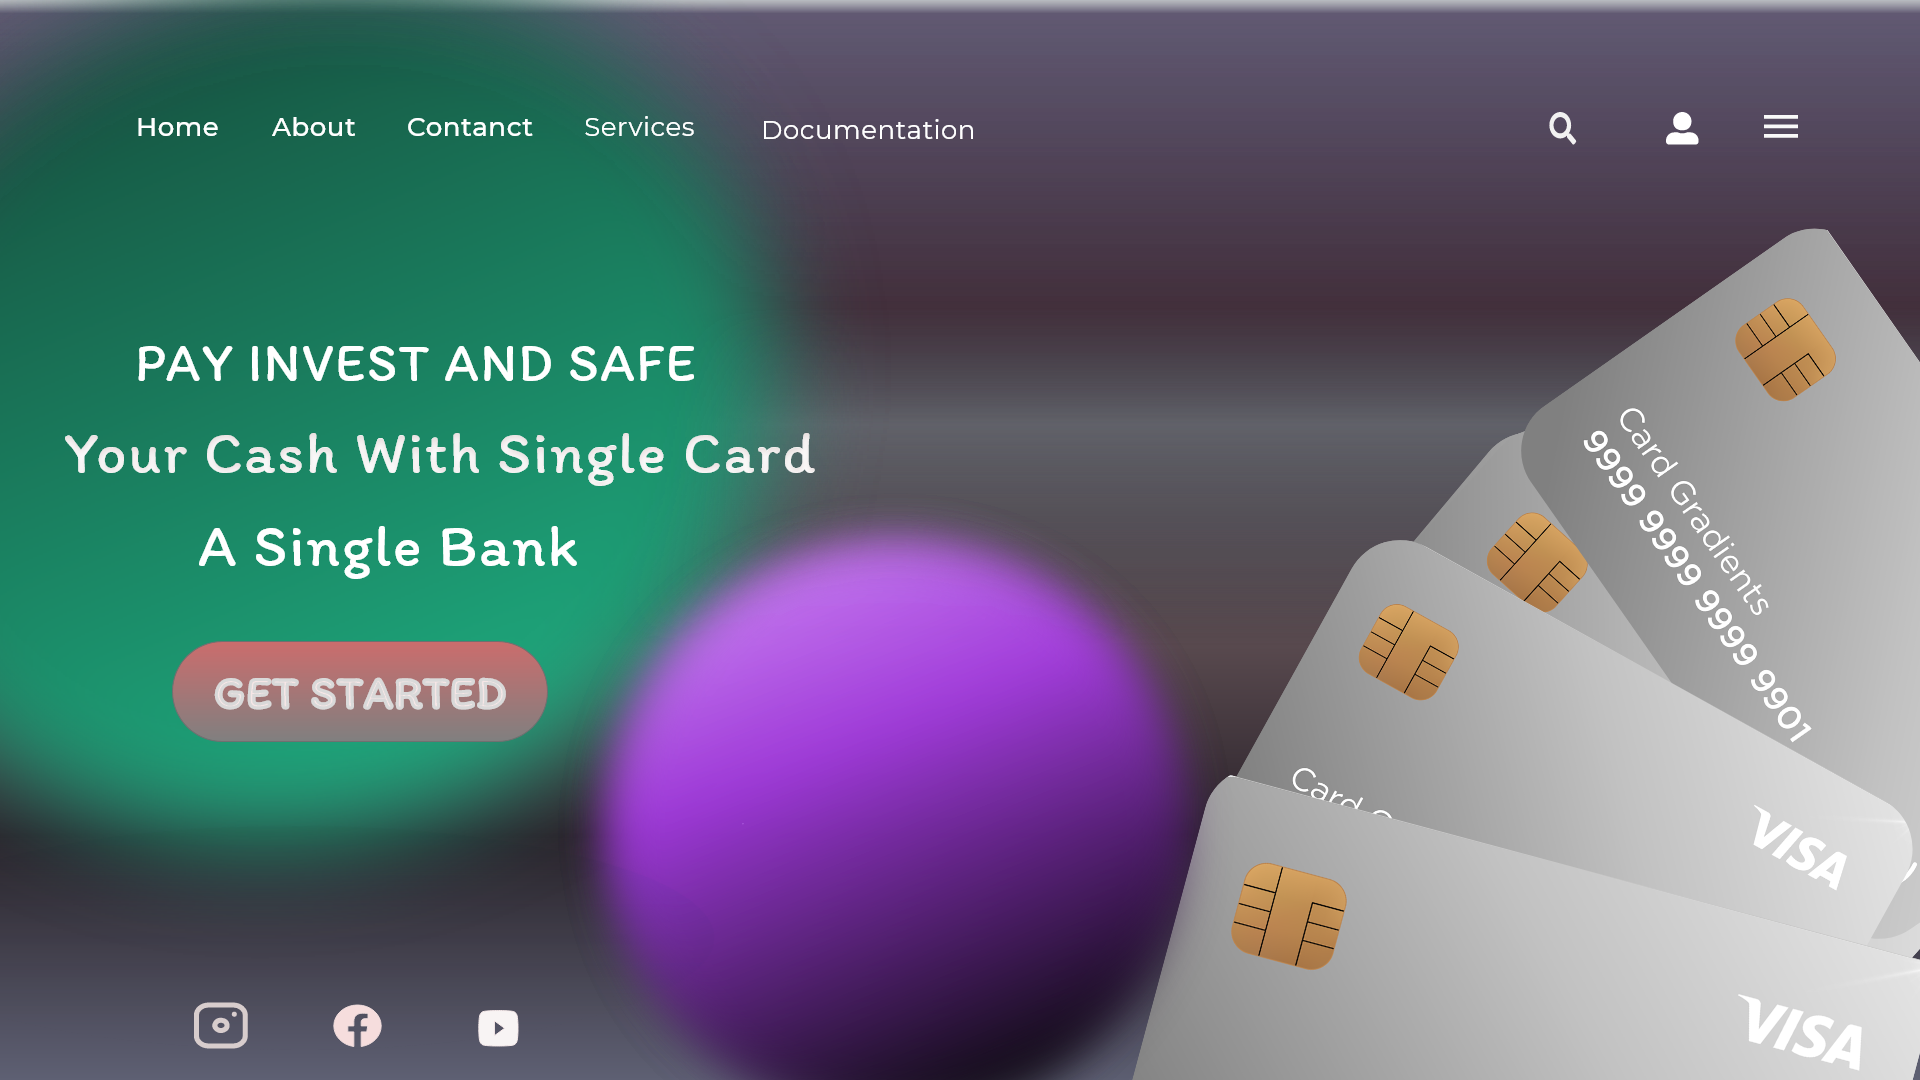 Home About Contanct Services Documentation
PAY INVEST AND SAFE
Your Cash With Single Card
A Single Bank
GET STARTED
Card Gradients
9999 9999 9999 9901
Card
VISA
VISA